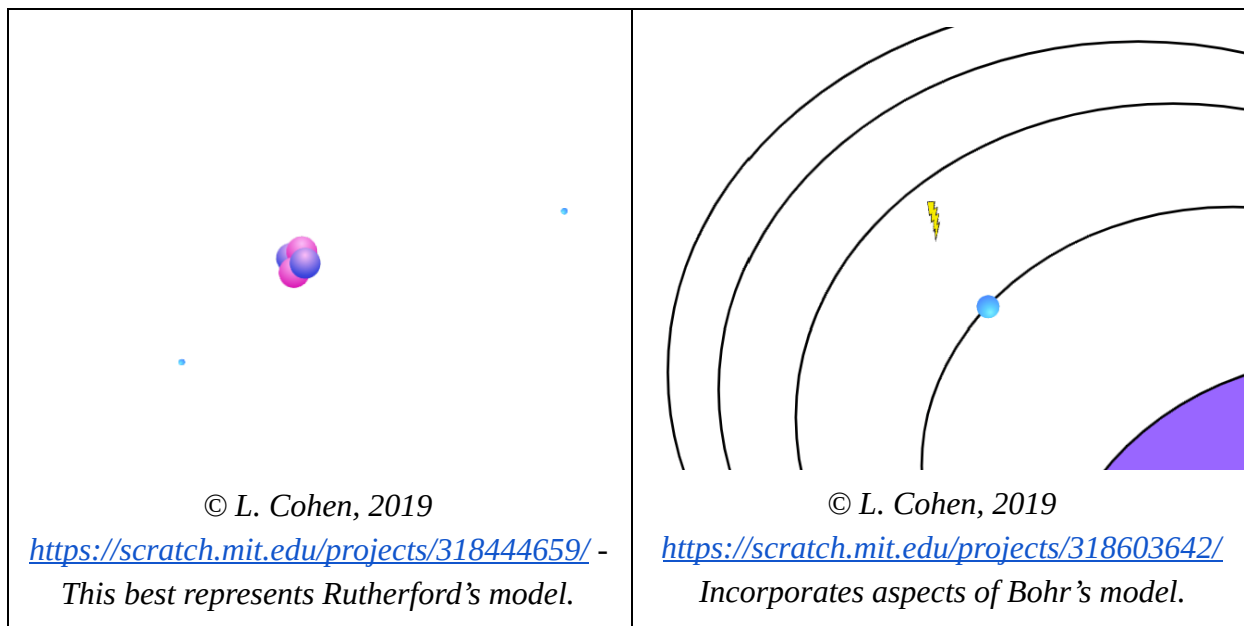 © L. Cohen, 2019
https://scratch.mit.edu/projects/318444659/ -
This best represents Rutherford’s model.
© L. Cohen, 2019
https://scratch.mit.edu/projects/318603642/
Incorporates aspects of Bohr’s model.